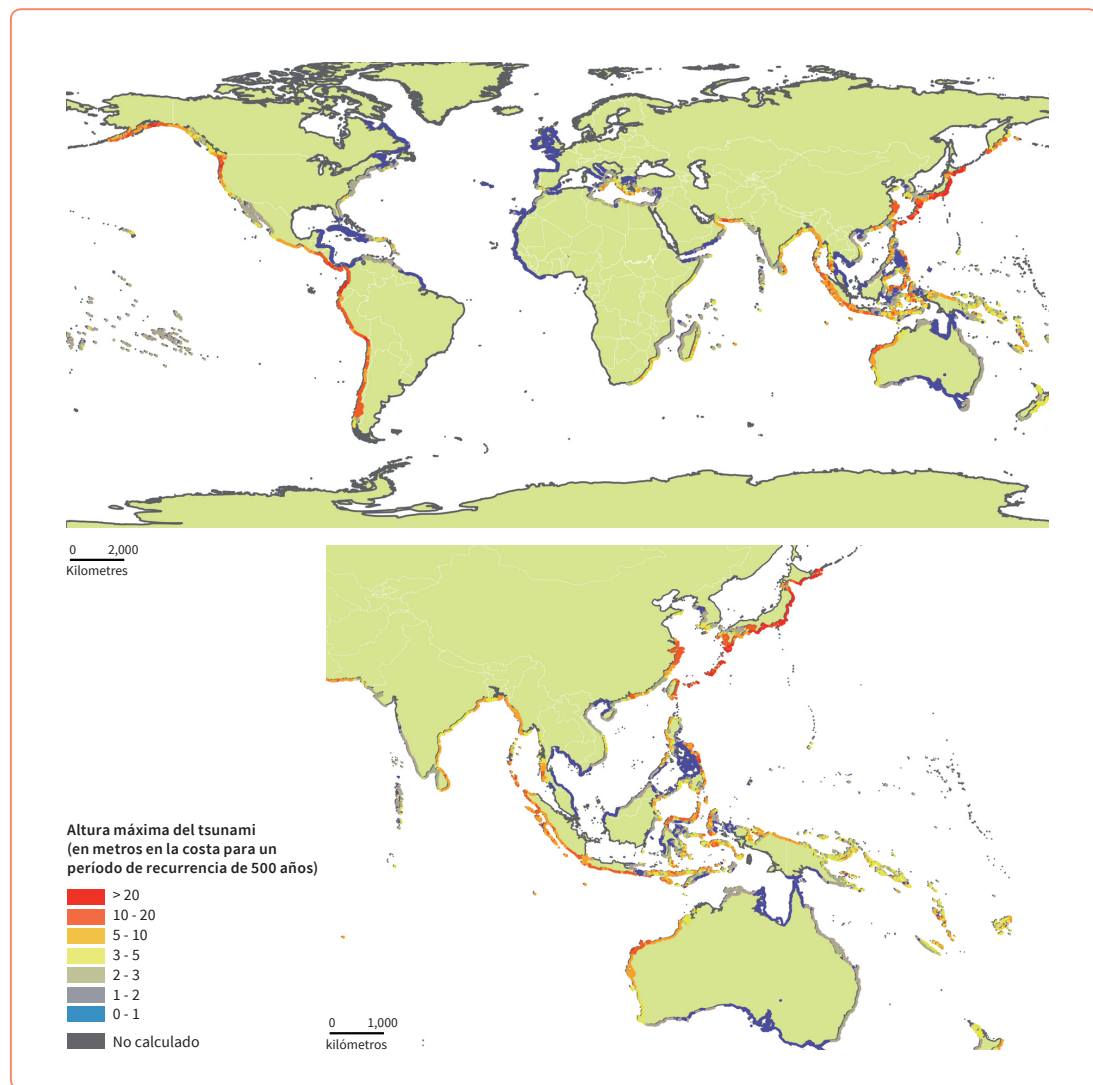 0 2,000
Kilometres
Altura máxima del tsunami
(en metros en la costa para un
período de recurrencia de 500 años)
> 20
10 - 20
5 - 10
3 - 5
2 - 3
1 - 2
0 - 1
No calculado
0 1,000
kilómetros :